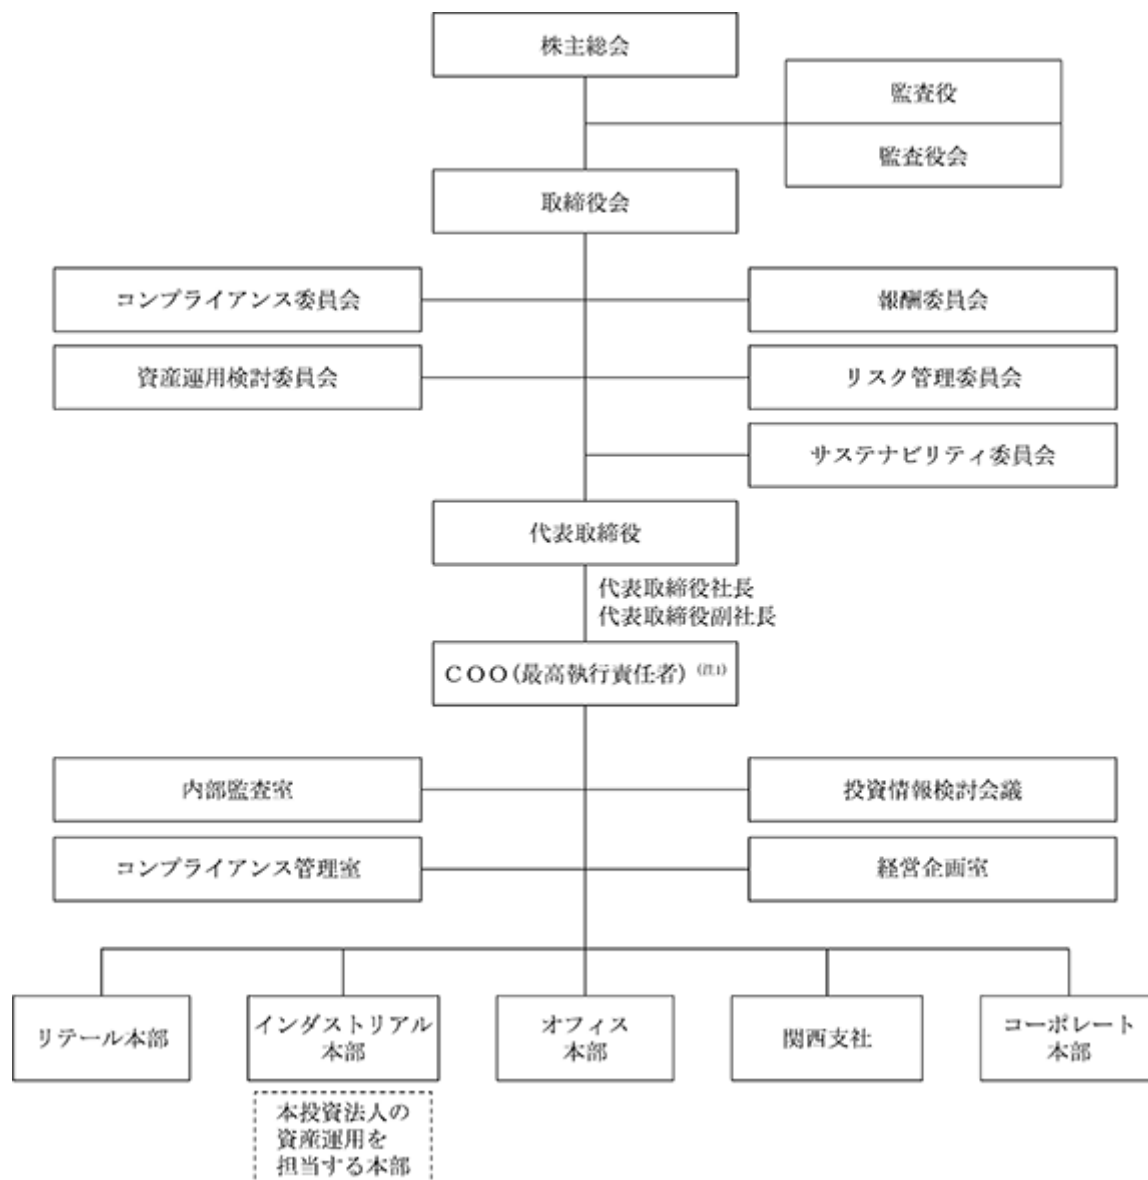 株主総会
監査役
監査役会
取締役会
コンプライアンス委員会
報酬委員会
資産運用検討委員会
リスク管理委員会
サステナビリティ委員会
代表取締役
代表取締役社長
代表取締役副社長
ＣＯＯ(最高執行責任者) (注1)
内部監査室
投資情報検討会議
コンプライアンス管理室
経営企画室
リテール本部
インダストリアル
本部
オフィス
本部
関西支社
コーポレート
本部
本投資法人の
資産運用を
担当する本部